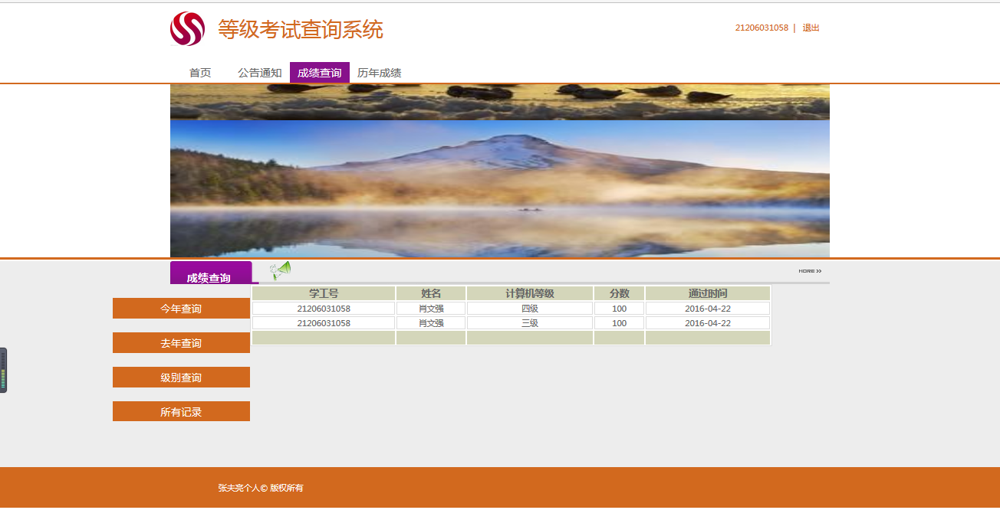 等级考试查询系统
21206031058 | 退出
首页 公告通知 成绩查询 历年成绩
成绩查询
MORE >>
学工号 姓名 计算机等级 分数 通过时间
21206031058 肖文强 四级 100 2016-04-22
21206031058 肖文强 三级 100 2016-04-22
今年查询
去年查询
级别查询
所有记录
张夫亮个人© 版权所有